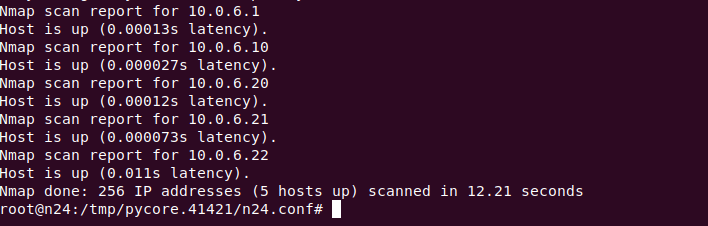 Nmap scan report for 10.0.6.1
Host is up (0.00013s latency).
Nmap scan report for 10.0.6.10
Host is up (0.000027s latency).
Nmap scan report for 10.0.6.20
Host is up (0.00012s latency).
Nmap scan report for 10.0.6.21
Host is up (0.000073s latency).
Nmap scan report for 10.0.6.22
Host is up (0.011s latency).
Nmap done: 256 IP addresses (5 hosts up) scanned in 12.21 seconds
root@n24:/tmp/pycore.41421/n24.conf#